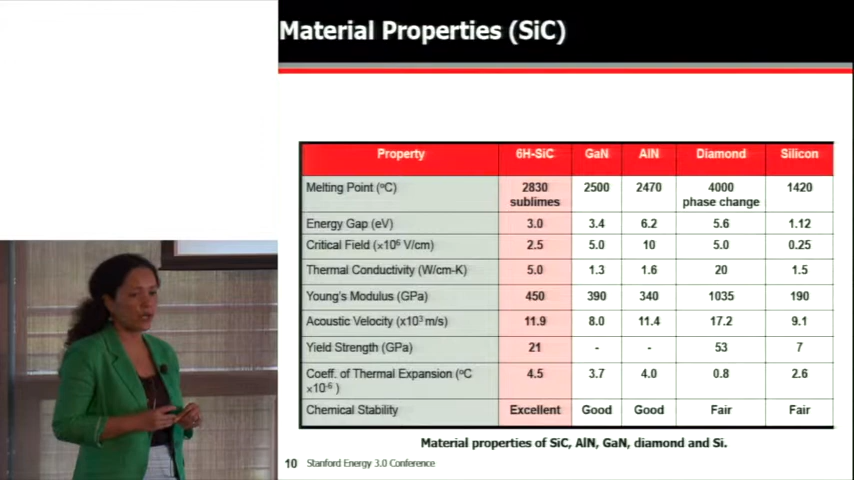 Material Properties (SiC)
Property 6H-SiC GaN AlN Diamond Silicon
Melting Point (ºC) 2830 sublimes 2500 2470 4000 phase change 1420
Energy Gap (eV) 3.0 3.4 6.2 5.6 1.12
Critical Field (×10⁶ V/cm) 2.5 5.0 10 5.0 0.25
Thermal Conductivity (W/cm-K) 5.0 1.3 1.6 20 1.5
Young's Modulus (GPa) 450 390 340 1035 190
Acoustic Velocity (×10³ m/s) 11.9 8.0 11.4 17.2 9.1
Yield Strength (GPa) 21 - - 53 7
Coeff. of Thermal Expansion (ºC ×10⁻⁶ ) 4.5 3.7 4.0 0.8 2.6
Chemical Stability Excellent Good Good Fair Fair
Material properties of SiC, AlN, GaN, diamond and Si.
10 Stanford Energy 3.0 Conference